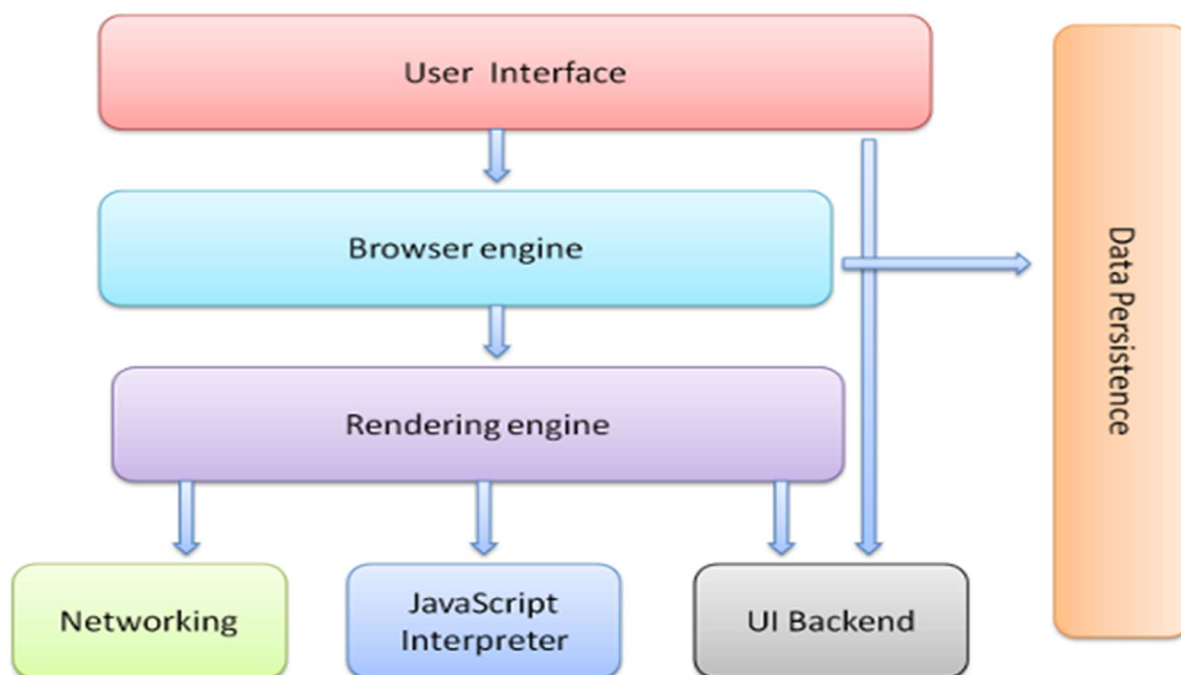 User Interface
Browser engine
Data Persistence
Rendering engine
Networking
JavaScript
Interpreter
UI Backend